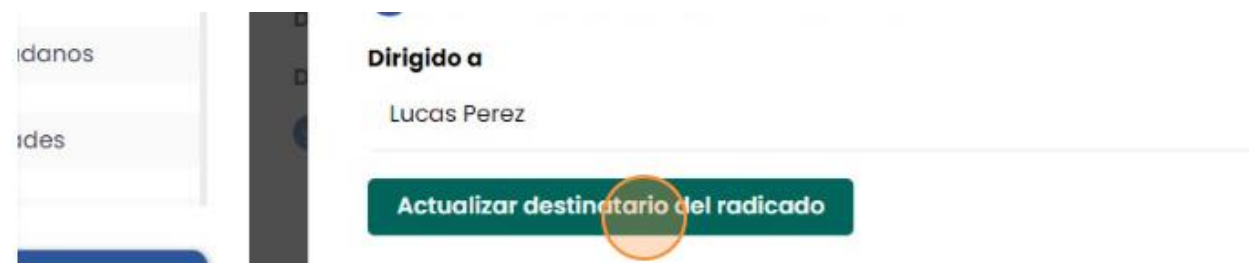 idanos
Dirigido a
Lucas Perez
ides
Actualizar destinatario del radicado